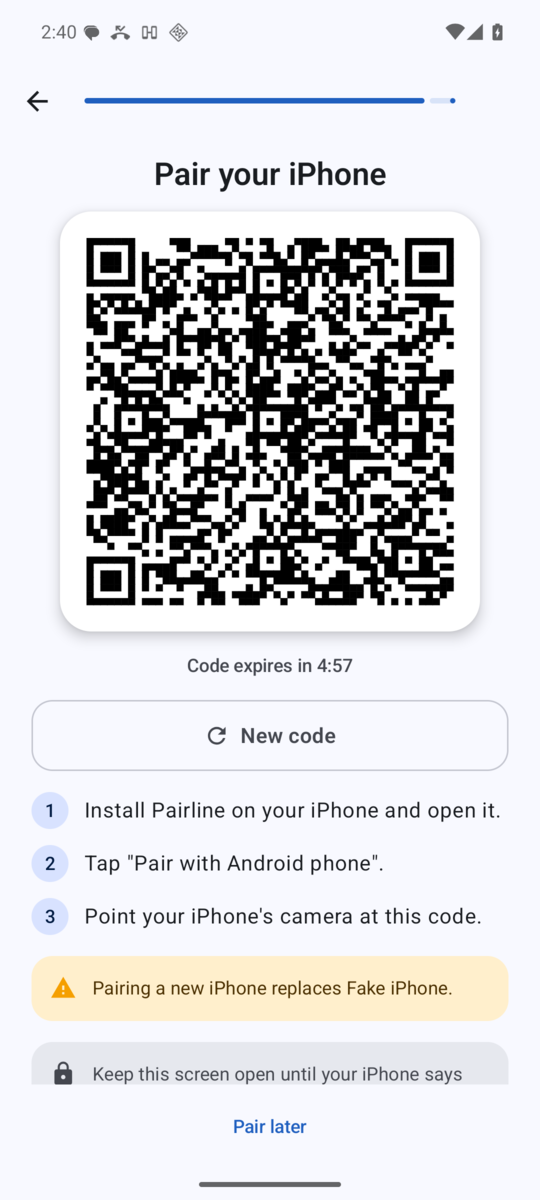 2:40
Pair your iPhone
Code expires in 4:57
New code
1 Install Pairline on your iPhone and open it.
2 Tap "Pair with Android phone".
3 Point your iPhone's camera at this code.
Pairing a new iPhone replaces Fake iPhone.
Keep this screen open until your iPhone says
Pair later